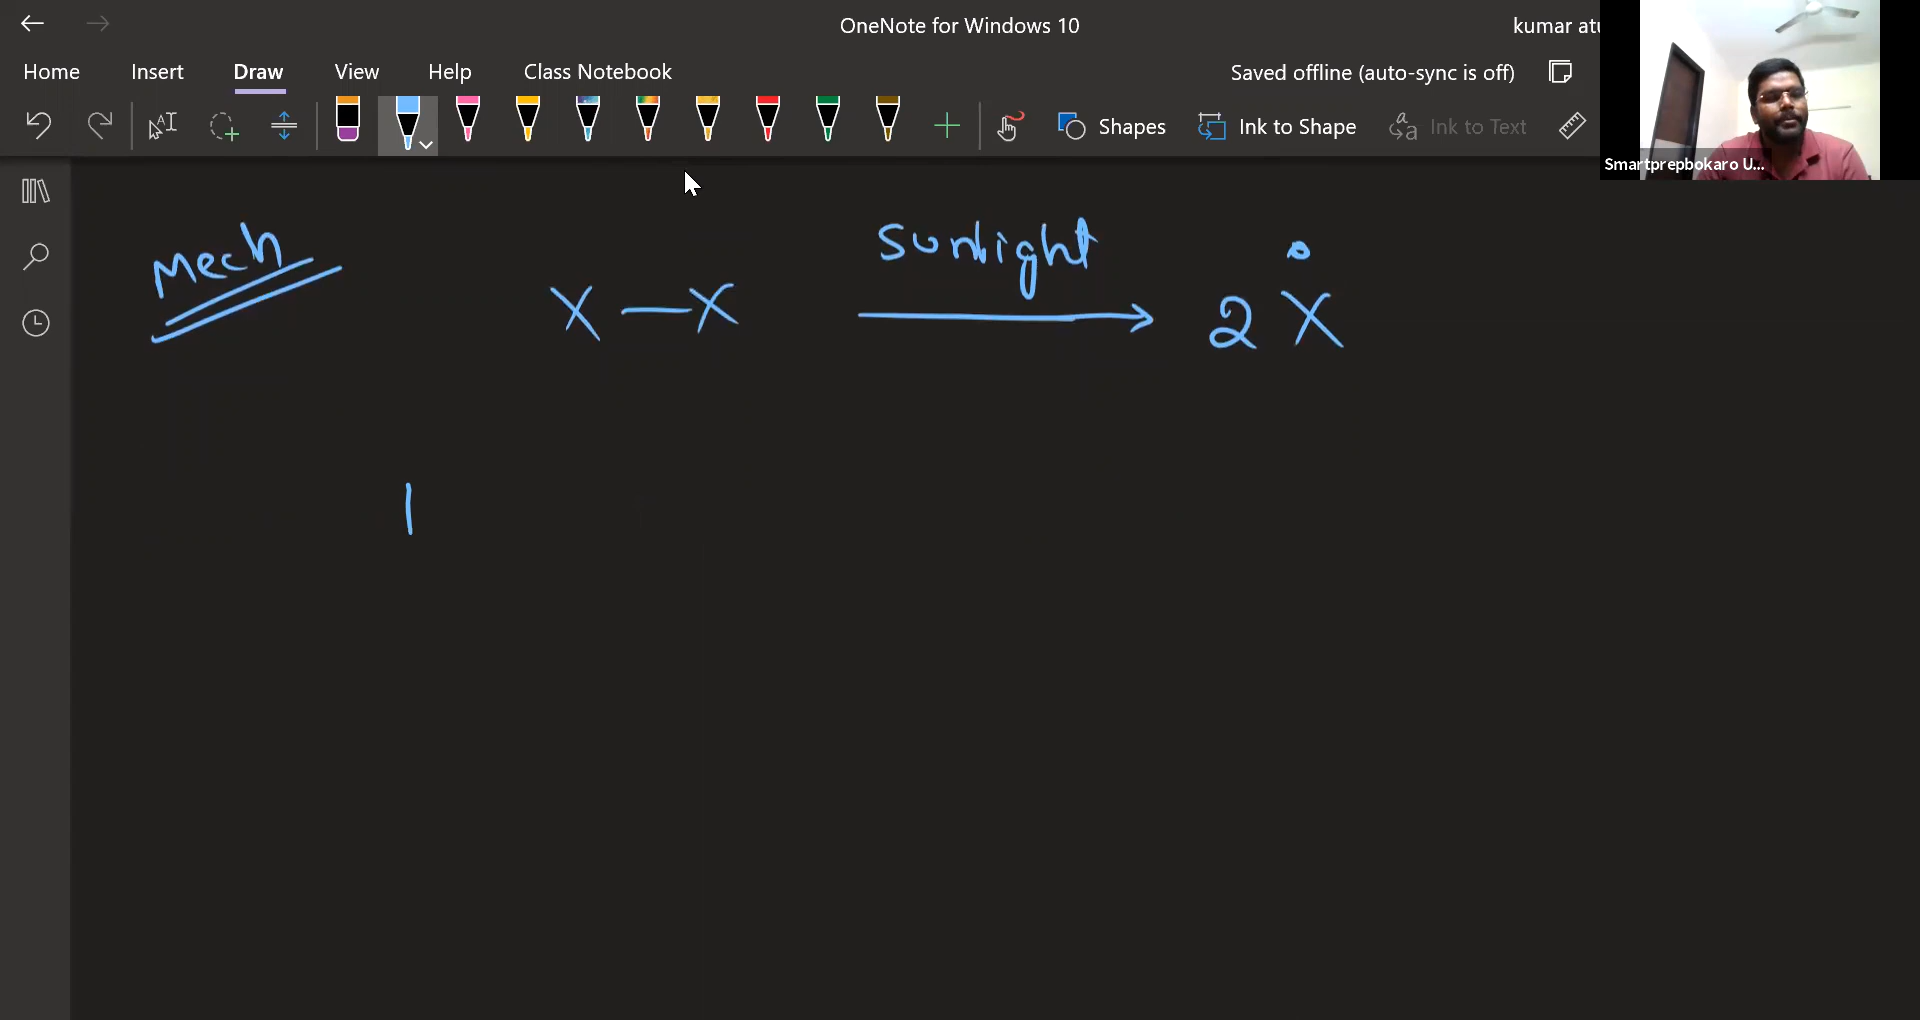 OneNote for Windows 10
kumar atu
Home Insert Draw View Help Class Notebook
Saved offline (auto-sync is off)
Shapes Ink to Shape Ink to Text
Smartprepbokaro U...
Mech
X — X sunlight → 2 Ẋ
|